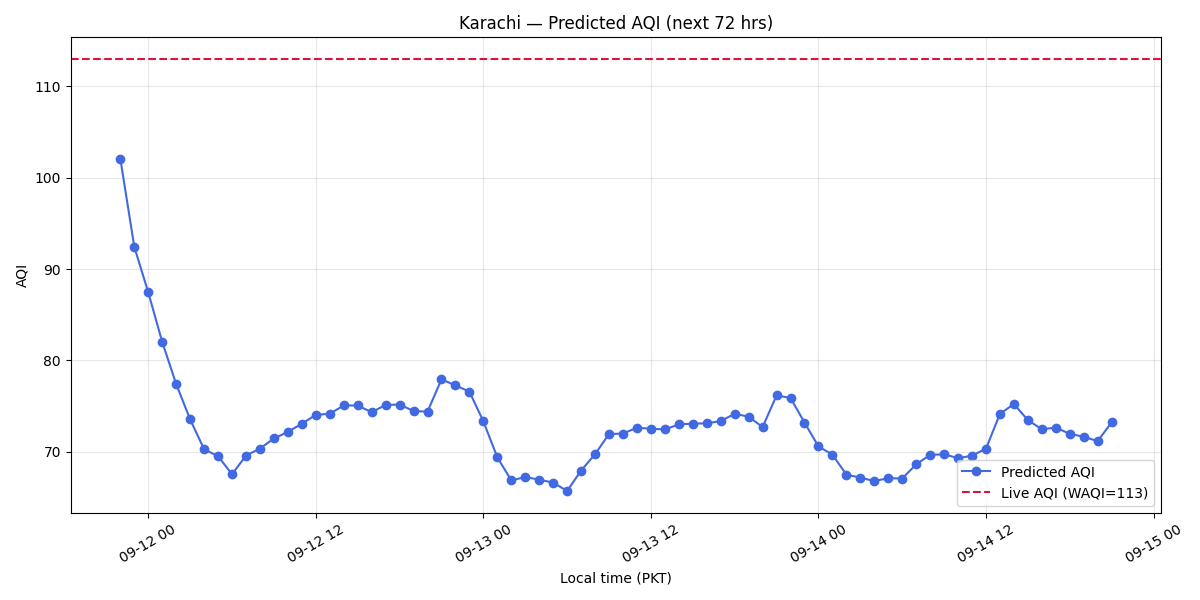 Karachi — Predicted AQI (next 72 hrs)
AQI
110
100
90
80
70
Predicted AQI
Live AQI (WAQI=113)
09-12 00
09-12 12
09-13 00
09-13 12
09-14 00
09-14 12
09-15 00
Local time (PKT)